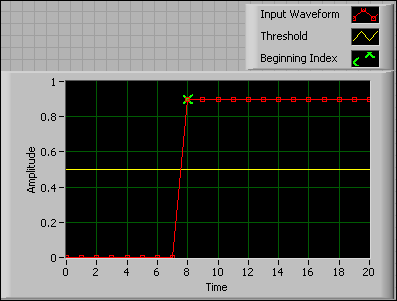 Input Waveform
Threshold
Beginning Index
1
0.8
0.6
0.4
0.2
0
Amplitude
0 2 4 6 8 10 12 14 16 18 20
Time